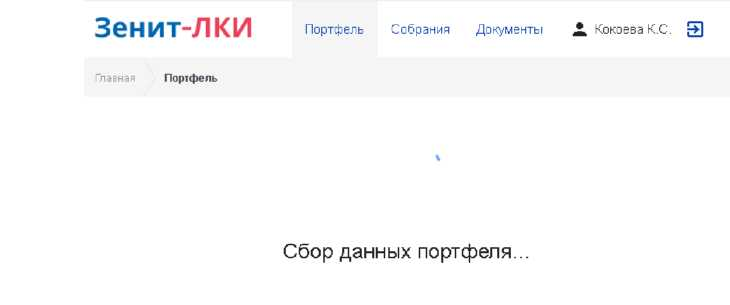 Зенит-ЛКИ Портфель Собрания Документы Кокоева К.С.
Главная Портфель
Сбор данных портфеля...